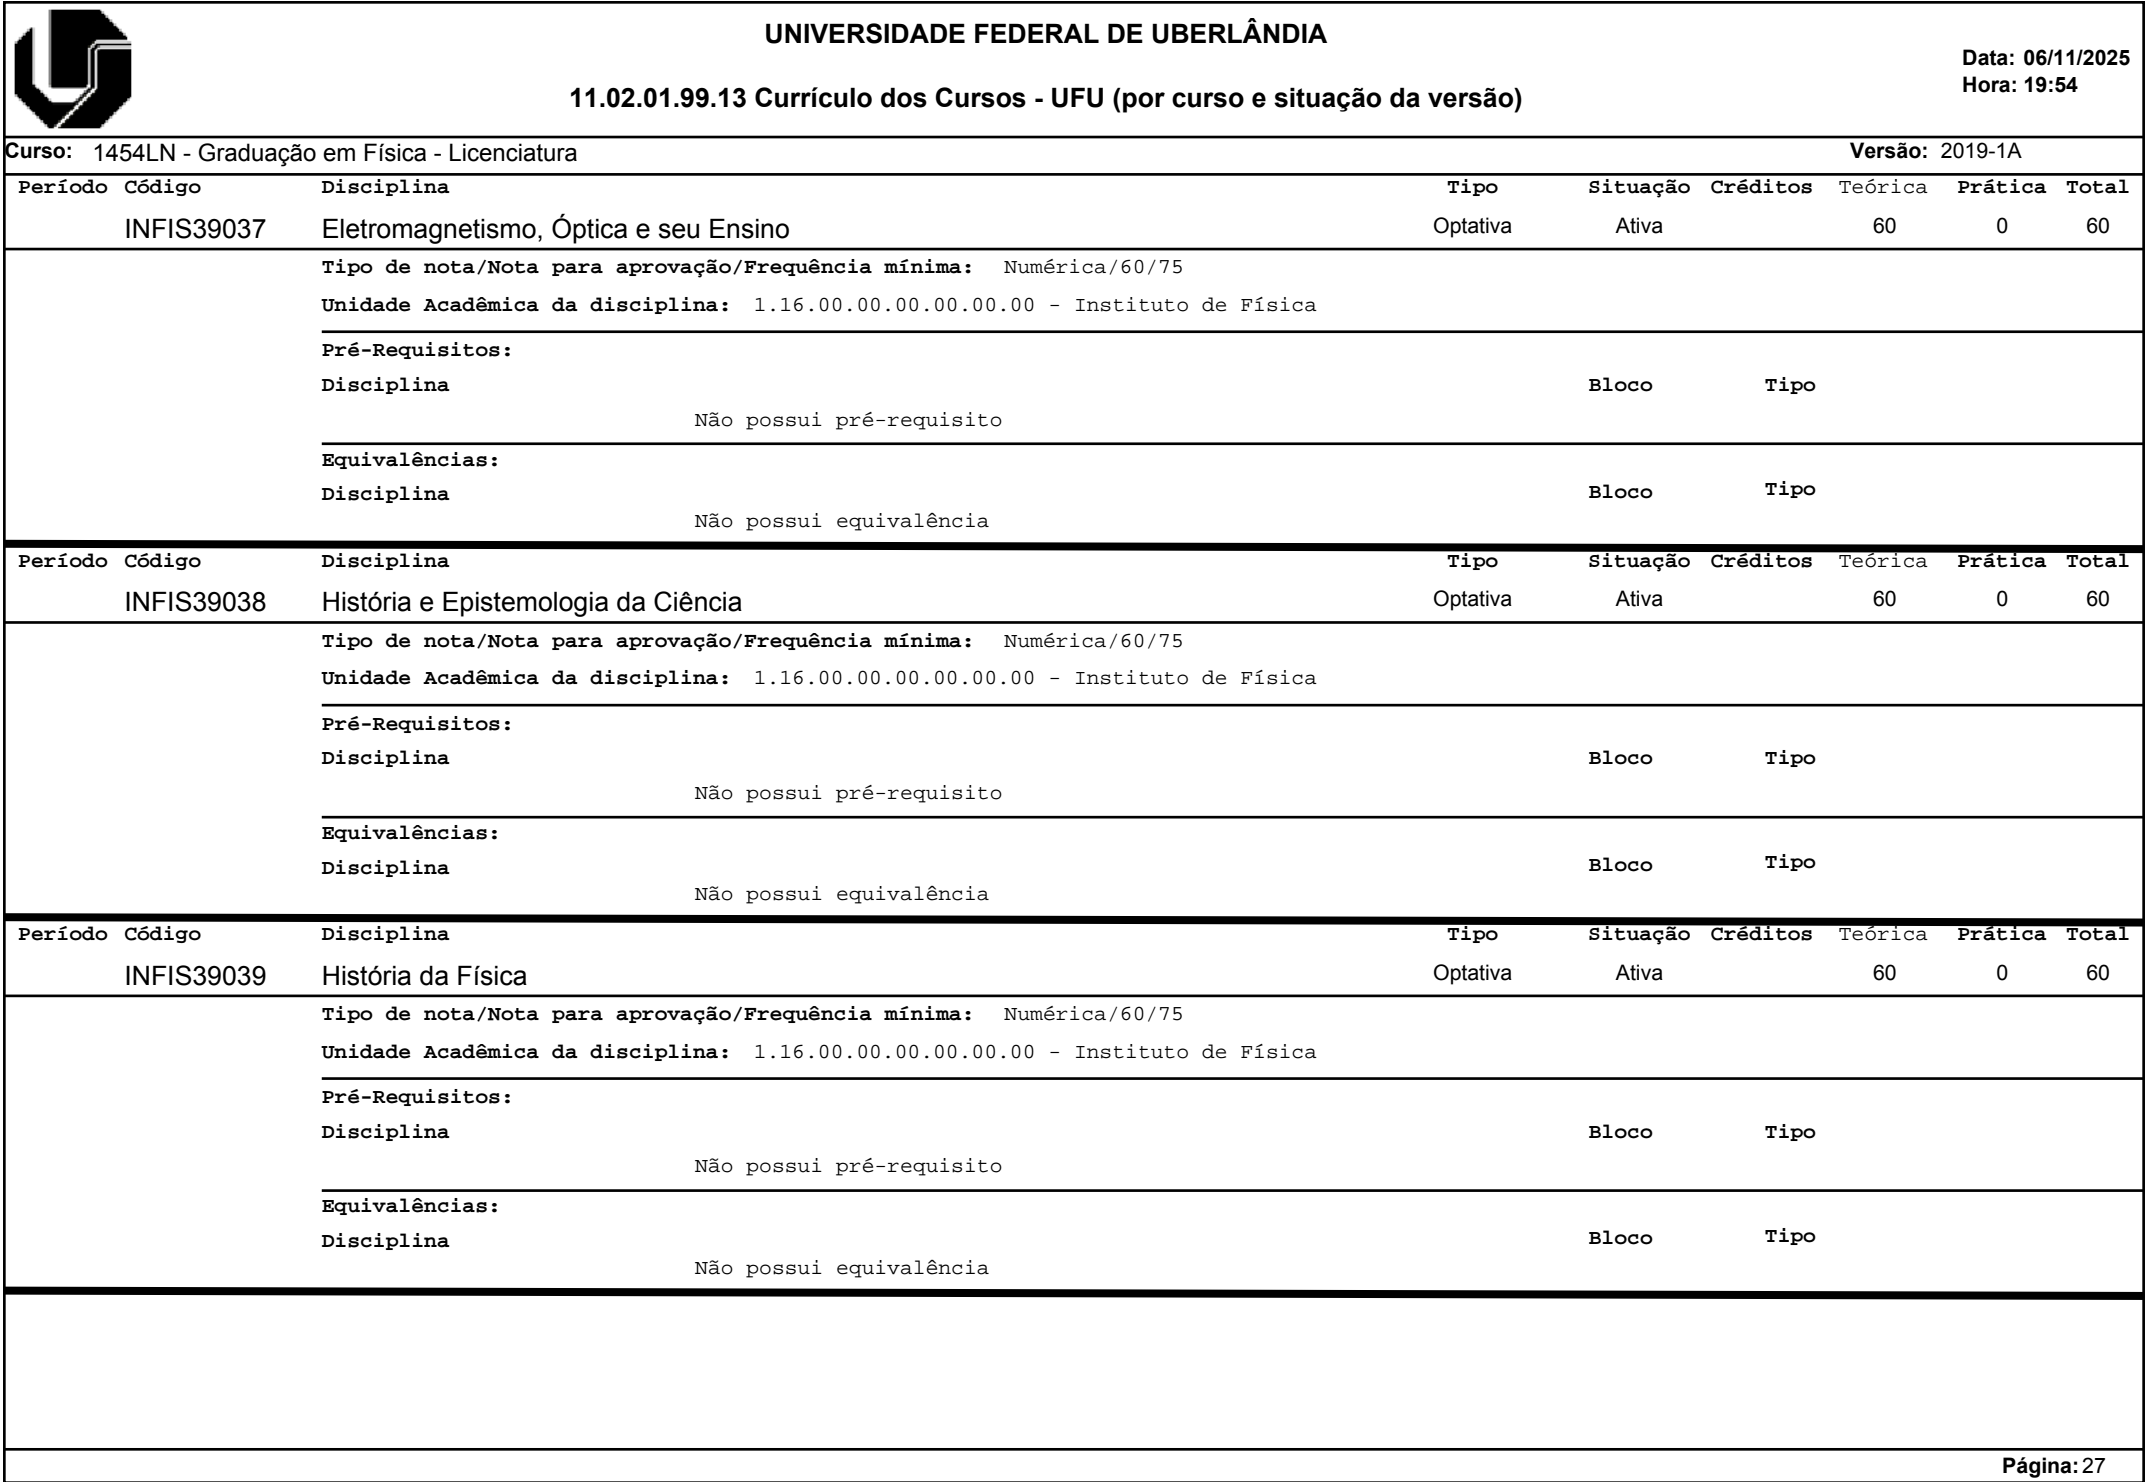 UNIVERSIDADE FEDERAL DE UBERLÂNDIA
Data: 06/11/2025
Hora: 19:54
11.02.01.99.13 Currículo dos Cursos - UFU (por curso e situação da versão)
Curso: 1454LN - Graduação em Física - Licenciatura Versão: 2019-1A
Período Código Disciplina Tipo Situação Créditos Teórica Prática Total
INFIS39037 Eletromagnetismo, Óptica e seu Ensino Optativa Ativa 60 0 60
Tipo de nota/Nota para aprovação/Frequência mínima: Numérica/60/75
Unidade Acadêmica da disciplina: 1.16.00.00.00.00.00.00 - Instituto de Física
Pré-Requisitos:
Disciplina Bloco Tipo
Não possui pré-requisito
Equivalências:
Disciplina Bloco Tipo
Não possui equivalência
Período Código Disciplina Tipo Situação Créditos Teórica Prática Total
INFIS39038 História e Epistemologia da Ciência Optativa Ativa 60 0 60
Tipo de nota/Nota para aprovação/Frequência mínima: Numérica/60/75
Unidade Acadêmica da disciplina: 1.16.00.00.00.00.00.00 - Instituto de Física
Pré-Requisitos:
Disciplina Bloco Tipo
Não possui pré-requisito
Equivalências:
Disciplina Bloco Tipo
Não possui equivalência
Período Código Disciplina Tipo Situação Créditos Teórica Prática Total
INFIS39039 História da Física Optativa Ativa 60 0 60
Tipo de nota/Nota para aprovação/Frequência mínima: Numérica/60/75
Unidade Acadêmica da disciplina: 1.16.00.00.00.00.00.00 - Instituto de Física
Pré-Requisitos:
Disciplina Bloco Tipo
Não possui pré-requisito
Equivalências:
Disciplina Bloco Tipo
Não possui equivalência
Página: 27